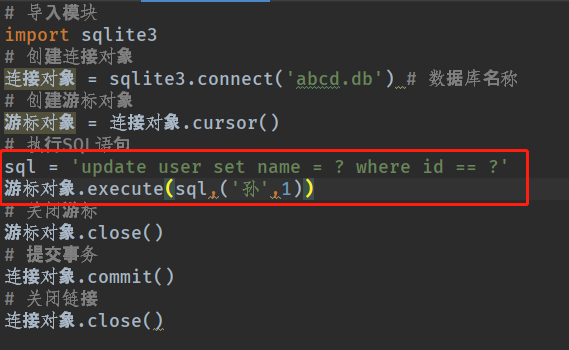 # 导入模块
import sqlite3
# 创建连接对象
连接对象 = sqlite3.connect('abcd.db') # 数据库名称
# 创建游标对象
游标对象 = 连接对象.cursor()
# 执行SQL语句
sql = 'update user set name = ? where id == ?'
游标对象.execute(sql,('孙',1))
# 关闭游标
游标对象.close()
# 提交事务
连接对象.commit()
# 关闭链接
连接对象.close()